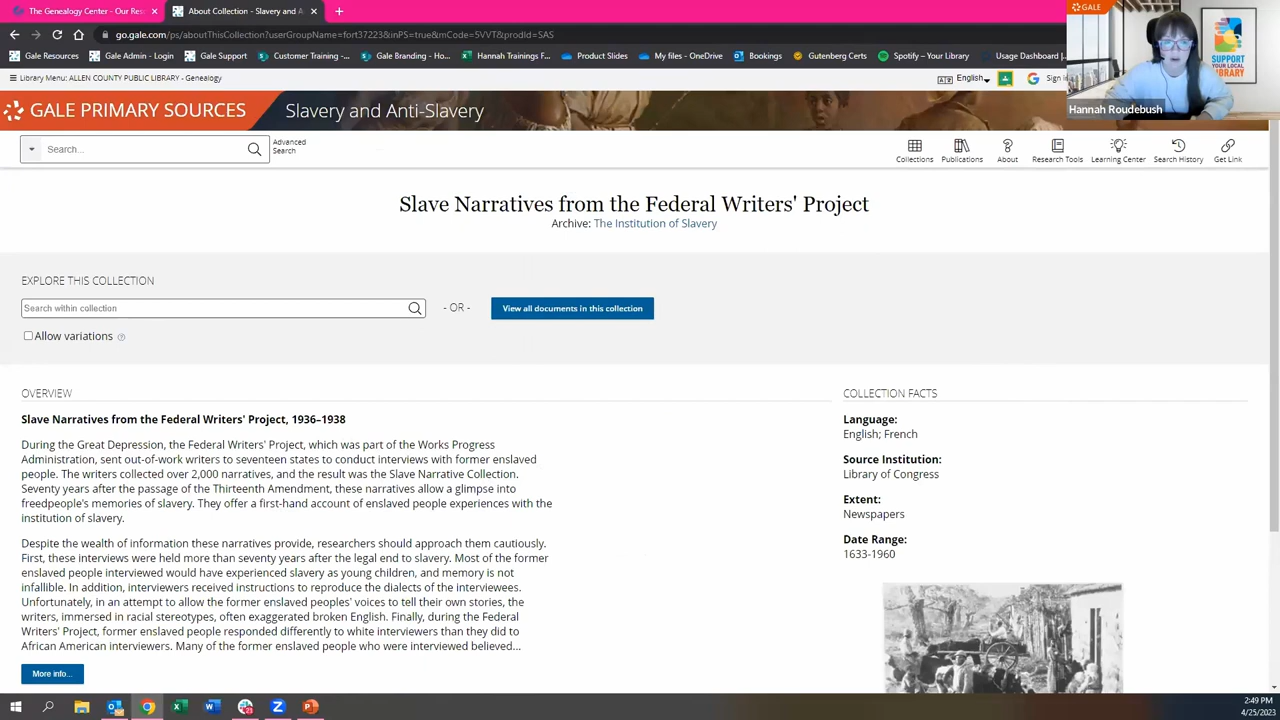 The Genealogy Center - Our Res
About Collection - Slavery and A
go.gale.com/ps/aboutThisCollection?userGroupName=fort37223&inPS=true&mCode=5VVT&prodId=SAS
Gale Resources
Gale Admin - Login
Gale Support
Customer Training -...
Gale Branding - Ho...
Hannah Trainings F...
Product Slides
My files - OneDrive
Bookings
Gutenberg Certs
Spotify – Your Libr...
Usage Dashboard |
GALE
SUPPORT
YOUR LOCAL
LIBRARY
Hannah Roudebush
Library Menu: ALLEN COUNTY PUBLIC LIBRARY - Genealogy
English
Sign i
GALE PRIMARY SOURCES
Slavery and Anti-Slavery
Search...
Advanced
Search
Collections
Publications
About
Research Tools
Learning Center
Search History
Get Link
Slave Narratives from the Federal Writers' Project
Archive: The Institution of Slavery
EXPLORE THIS COLLECTION
Search within collection
- OR -
View all documents in this collection
Allow variations
OVERVIEW
Slave Narratives from the Federal Writers' Project, 1936–1938
During the Great Depression, the Federal Writers' Project, which was part of the Works Progress
Administration, sent out-of-work writers to seventeen states to conduct interviews with former enslaved
people. The writers collected over 2,000 narratives, and the result was the Slave Narrative Collection.
Seventy years after the passage of the Thirteenth Amendment, these narratives allow a glimpse into
freedpeople's memories of slavery. They offer a first-hand account of enslaved people experiences with the
institution of slavery.
Despite the wealth of information these narratives provide, researchers should approach them cautiously.
First, these interviews were held more than seventy years after the legal end to slavery. Most of the former
enslaved people interviewed would have experienced slavery as young children, and memory is not
infallible. In addition, interviewers received instructions to reproduce the dialects of the interviewees.
Unfortunately, in an attempt to allow the former enslaved peoples' voices to tell their own stories, the
writers, immersed in racial stereotypes, often exaggerated broken English. Finally, during the Federal
Writers' Project, former enslaved people responded differently to white interviewers than they did to
African American interviewers. Many of the former enslaved people who were interviewed believed...
More info...
COLLECTION FACTS
Language:
English; French
Source Institution:
Library of Congress
Extent:
Newspapers
Date Range:
1633-1960
2:49 PM
4/25/2023